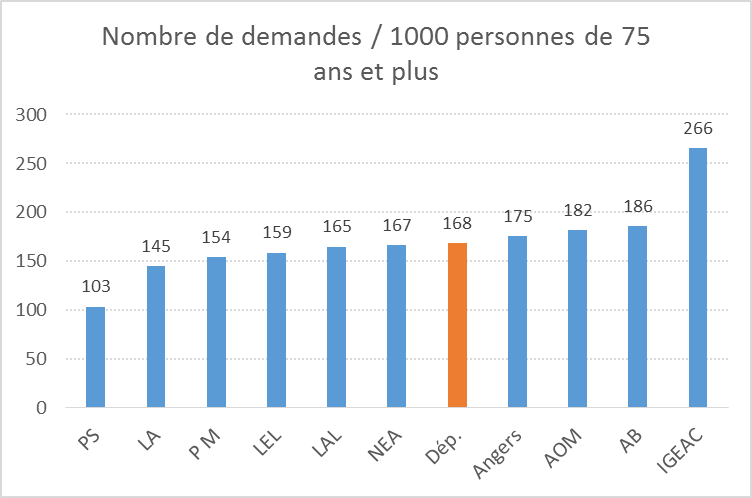 Nombre de demandes / 1000 personnes de 75
ans et plus
300
250
200
150
100
50
0
103
145
154
159
165
167
168
175
182
186
266
PS
LA
P M
LEL
LAL
NEA
Dép.
Angers
AOM
AB
IGEAC